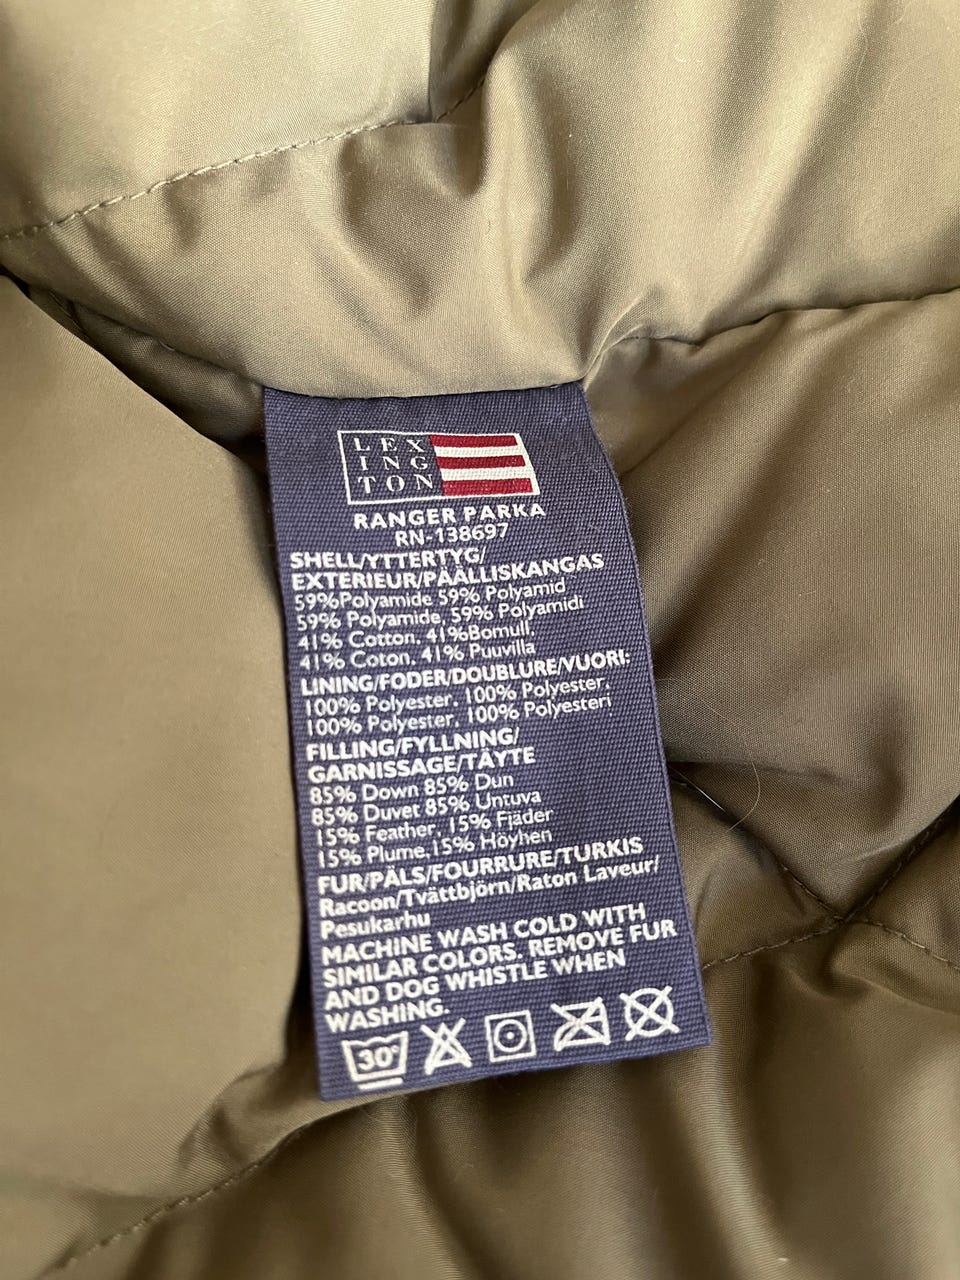 LEX
ING
TON
RANGER PARKA
RN-138697
SHELL/YTTERTYG/
EXTERIEUR/PÄÄLLISKANGAS
59%Polyamide 59% Polyamid
59% Polyamide, 59% Polyamidi
41% Cotton. 41%Bomull.
41% Coton. 41% Puuvilla
LINING/FODER/DOUBLURE/VUORI:
100% Polyester. 100% Polyester.
100% Polyester. 100% Polyesteri
FILLING/FYLLNING/
GARNISSAGE/TÄYTE
85% Down 85% Dun
85% Duvet 85% Untuva
15% Feather. 15% Fjäder
15% Plume.15% Höyhen
FUR/PÄLS/FOURRURE/TURKIS
Racoon/Tvättbjörn/Raton Laveur/
Pesukarhu
MACHINE WASH COLD WITH
SIMILAR COLORS. REMOVE FUR
AND DOG WHISTLE WHEN
WASHING.
30°